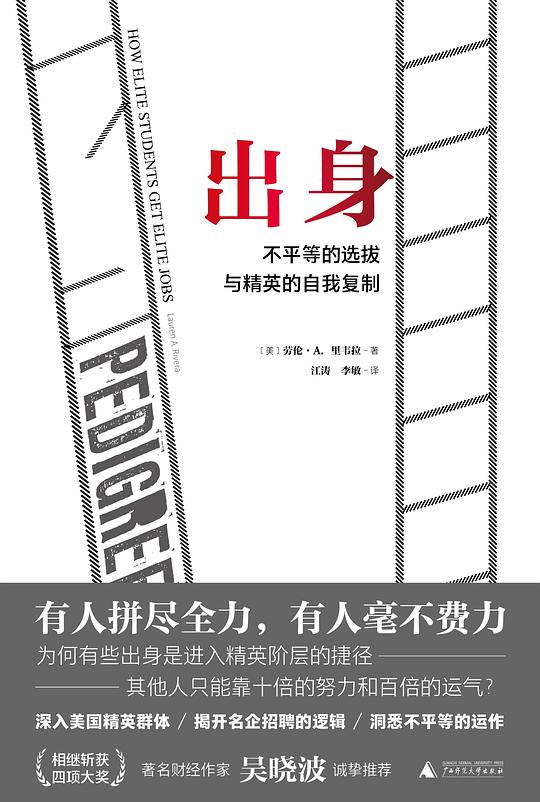 HOW ELITE STUDENTS GET ELITE JOBS
Lauren A. Rivera
PEDIGREE
出身
不平等的选拔
与精英的自我复制
［美］劳伦·A. 里韦拉－著
江涛　李敏－译
有人拼尽全力，有人毫不费力
为何有些出身是进入精英阶层的捷径
其他人只能靠十倍的努力和百倍的运气？
深入美国精英群体 / 揭开名企招聘的逻辑 / 洞悉不平等的运作
相继斩获
四项大奖
著名财经作家 吴晓波 诚挚推荐
GUANGXI NORMAL UNIVERSITY PRESS
广西师范大学出版社